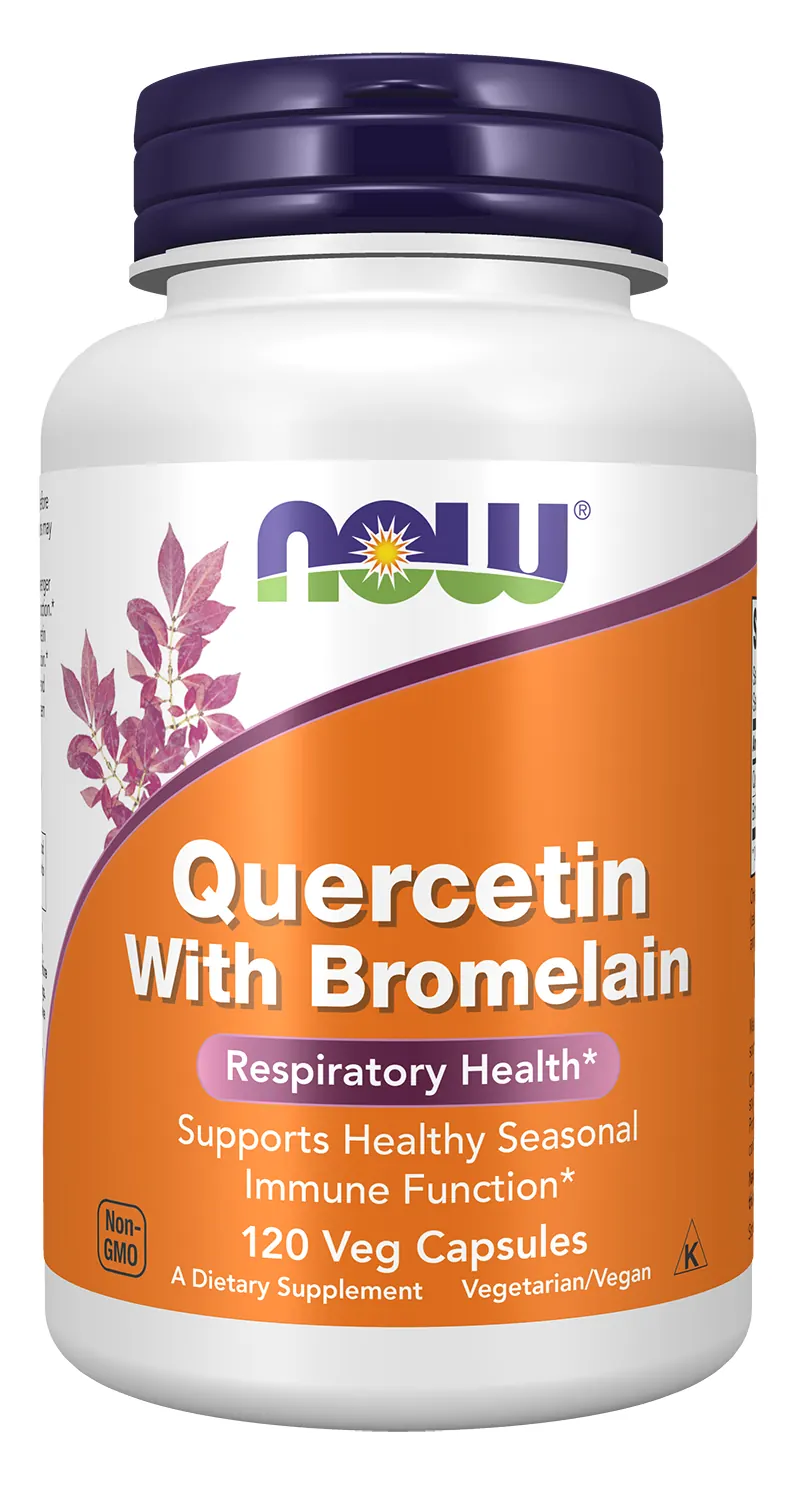 now®
Quercetin
With Bromelain
Respiratory Health*
Supports Healthy Seasonal
Immune Function*
120 Veg Capsules
Non-
GMO
A Dietary Supplement
Vegetarian/Vegan
K